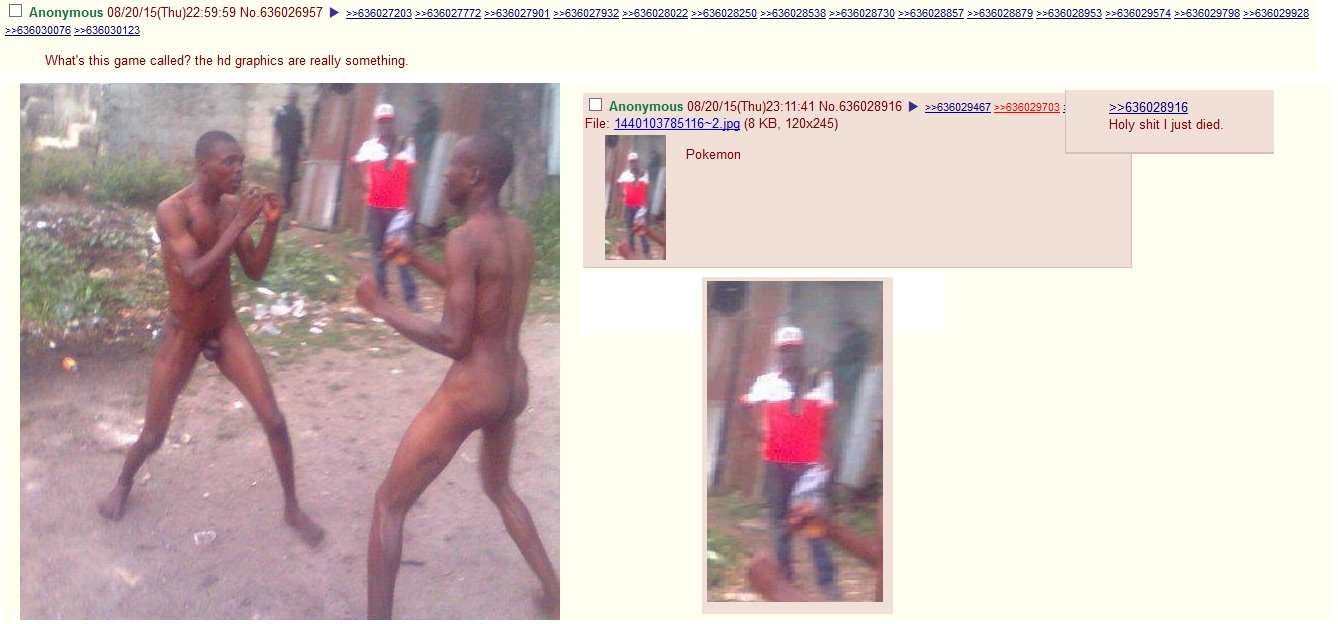 Anonymous 08/20/15(Thu)22:59:59 No.636026957 ▶ >>636027203 >>636027772 >>636027901 >>636027932 >>636028022 >>636028250 >>636028538 >>636028730 >>636028857 >>636028879 >>636028953 >>636029574 >>636029798 >>636029928
>>636030076 >>636030123
What's this game called? the hd graphics are really something.
Anonymous 08/20/15(Thu)23:11:41 No.636028916 ▶ >>636029467 >>636029703
File: 1440103785116~2.jpg (8 KB, 120x245)
Pokemon
>>636028916
Holy shit I just died.